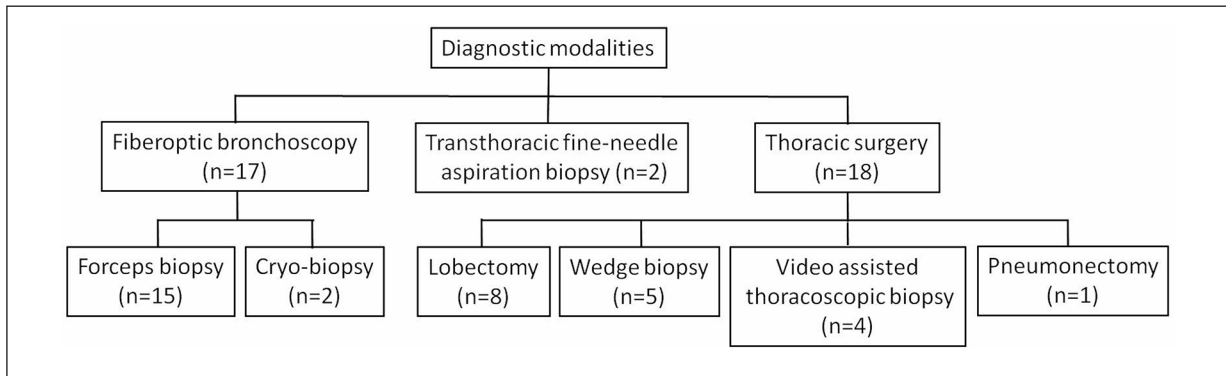 Diagnostic modalities
Fiberoptic bronchoscopy
(n=17)
Transthoracic fine-needle
aspiration biopsy (n=2)
Thoracic surgery
(n=18)
Forceps biopsy
(n=15)
Cryo-biopsy
(n=2)
Lobectomy
(n=8)
Wedge biopsy
(n=5)
Video assisted
thoracoscopic biopsy
(n=4)
Pneumonectomy
(n=1)